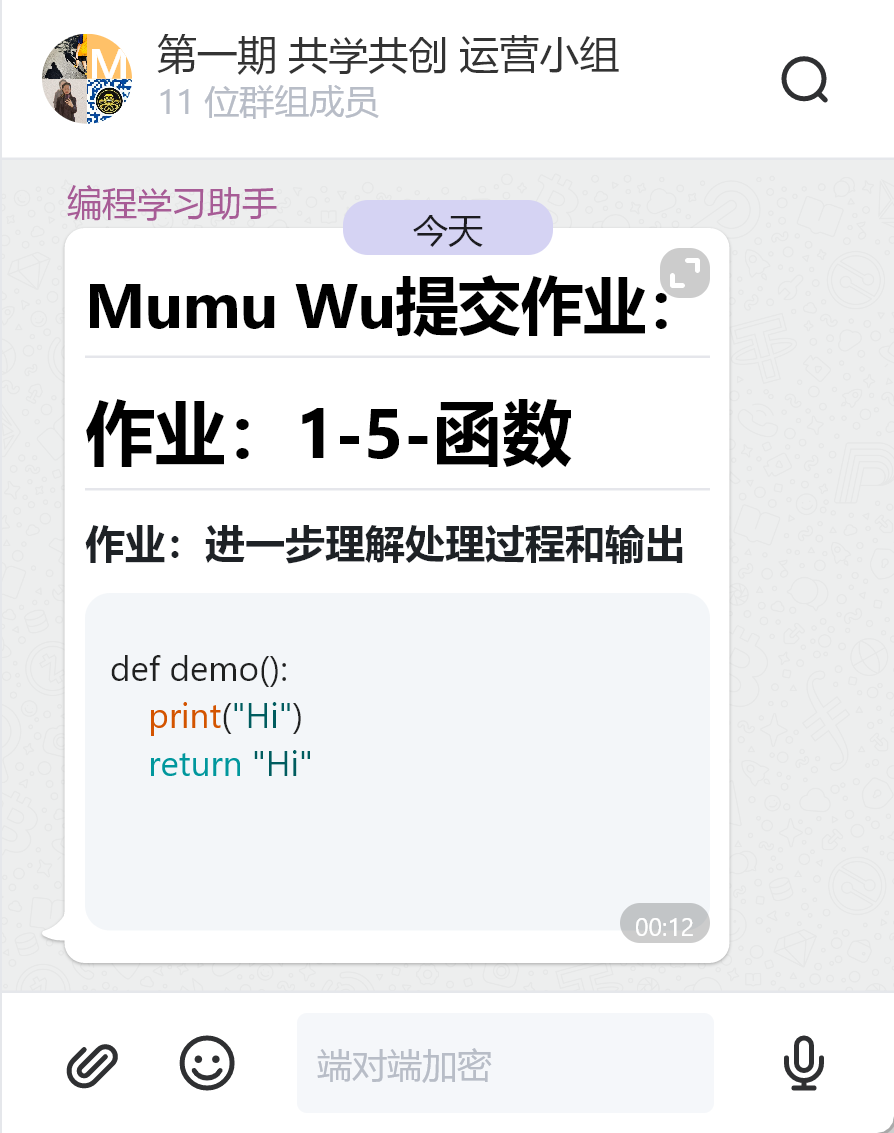 M
第一期 共学共创 运营小组
11 位群组成员
编程学习助手
今天
Mumu Wu提交作业：
作业：1-5-函数
作业：进一步理解处理过程和输出
def demo():
print("Hi")
return "Hi"
00:12
端对端加密